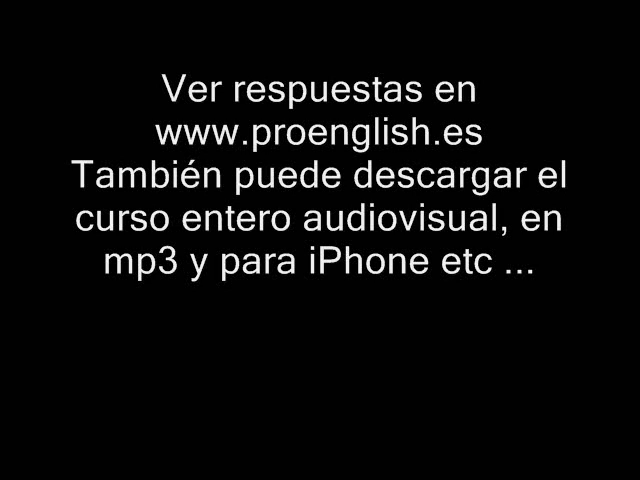 Ver respuestas en
www.proenglish.es
También puede descargar el
curso entero audiovisual, en
mp3 y para iPhone etc ...